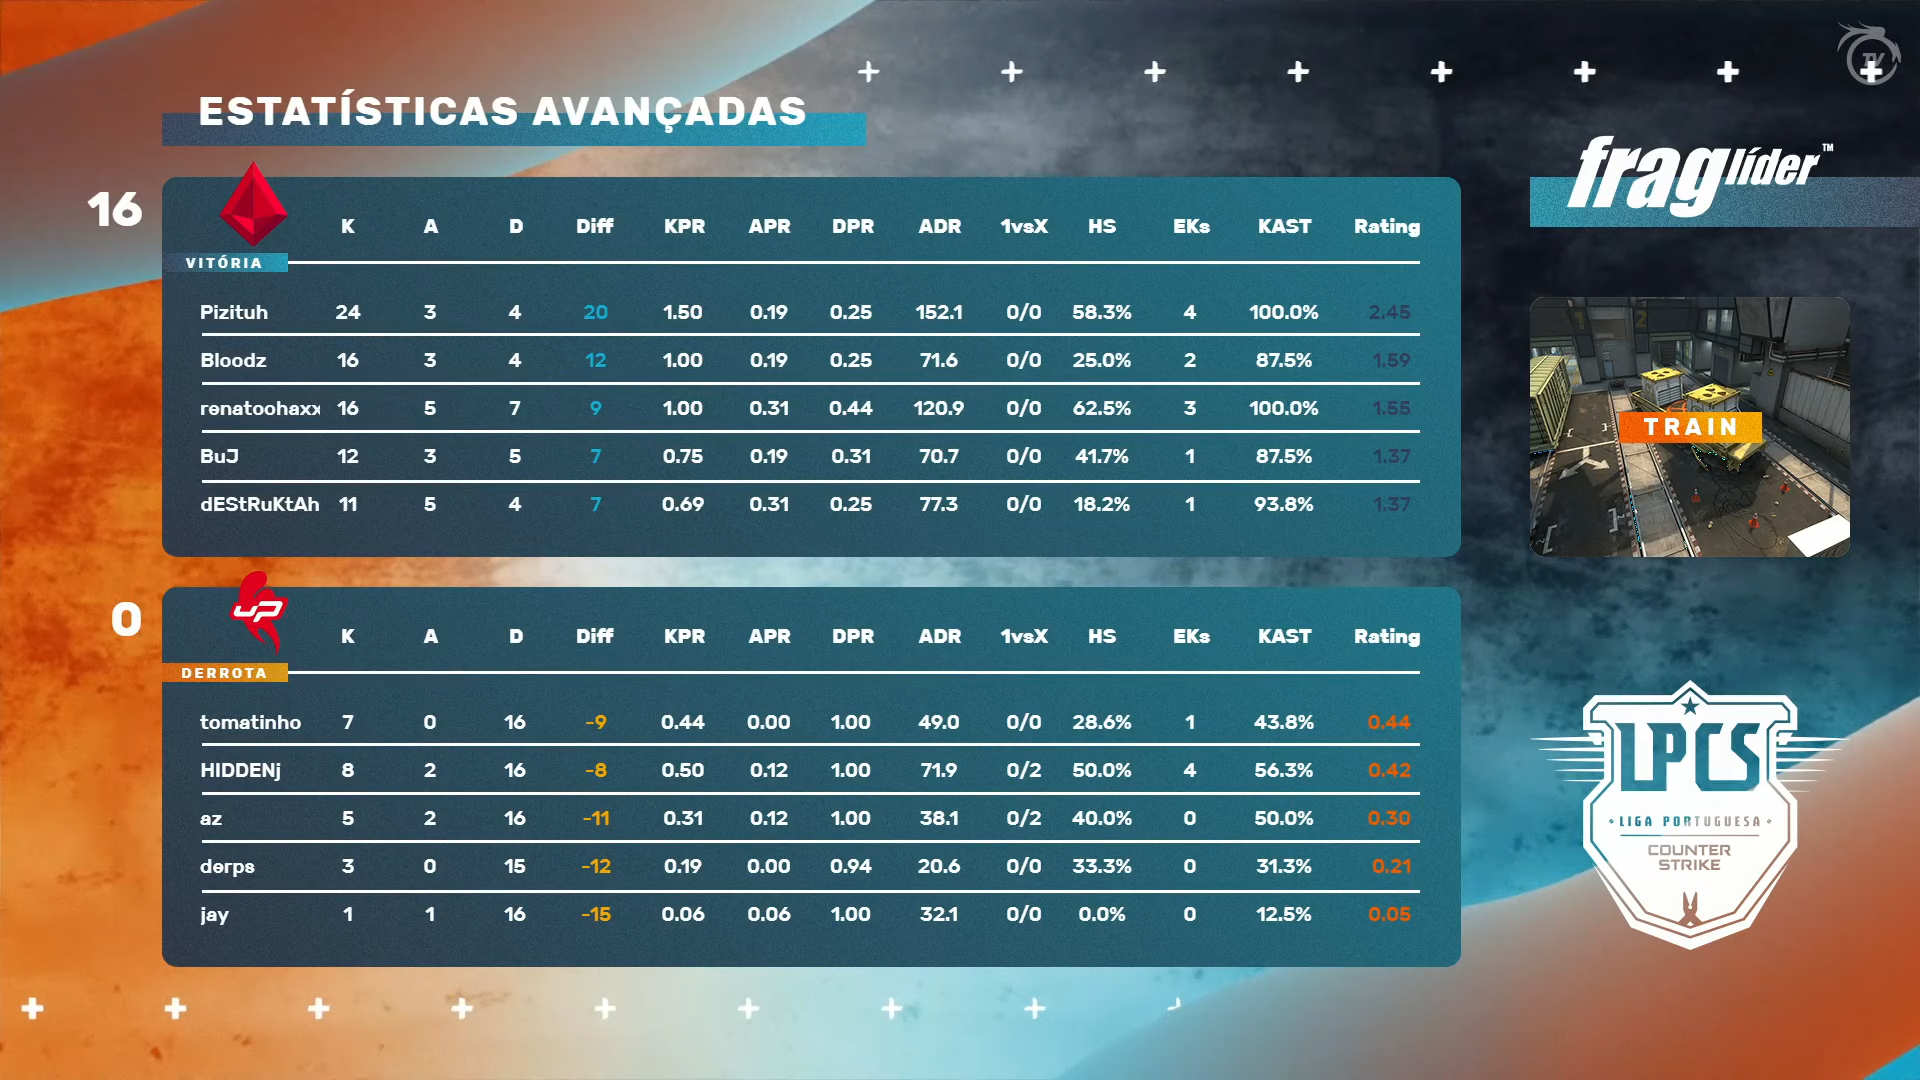 TV
ESTATÍSTICAS AVANÇADAS
fraglíder™
16
K A D Diff KPR APR DPR ADR 1vsX HS EKs KAST Rating
VITÓRIA
Pizituh 24 3 4 20 1.50 0.19 0.25 152.1 0/0 58.3% 4 100.0% 2.45
Bloodz 16 3 4 12 1.00 0.19 0.25 71.6 0/0 25.0% 2 87.5% 1.59
renatoohaxx 16 5 7 9 1.00 0.31 0.44 120.9 0/0 62.5% 3 100.0% 1.55
BuJ 12 3 5 7 0.75 0.19 0.31 70.7 0/0 41.7% 1 87.5% 1.37
dEStRuKtAh 11 5 4 7 0.69 0.31 0.25 77.3 0/0 18.2% 1 93.8% 1.37
TRAIN
0
UP
K A D Diff KPR APR DPR ADR 1vsX HS EKs KAST Rating
DERROTA
tomatinho 7 0 16 -9 0.44 0.00 1.00 49.0 0/0 28.6% 1 43.8% 0.44
HIDDENj 8 2 16 -8 0.50 0.12 1.00 71.9 0/2 50.0% 4 56.3% 0.42
az 5 2 16 -11 0.31 0.12 1.00 38.1 0/2 40.0% 0 50.0% 0.30
derps 3 0 15 -12 0.19 0.00 0.94 20.6 0/0 33.3% 0 31.3% 0.21
jay 1 1 16 -15 0.06 0.06 1.00 32.1 0/0 0.0% 0 12.5% 0.05
LPCS
LIGA PORTUGUESA
COUNTER
STRIKE